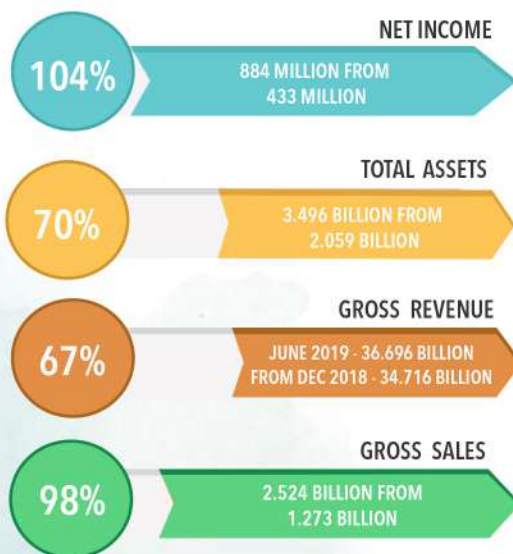 NET INCOME
104%
884 MILLION FROM
433 MILLION
TOTAL ASSETS
70%
3.496 BILLION FROM
2.059 BILLION
GROSS REVENUE
67%
JUNE 2019 - 36.696 BILLION
FROM DEC 2018 - 34.716 BILLION
GROSS SALES
98%
2.524 BILLION FROM
1.273 BILLION